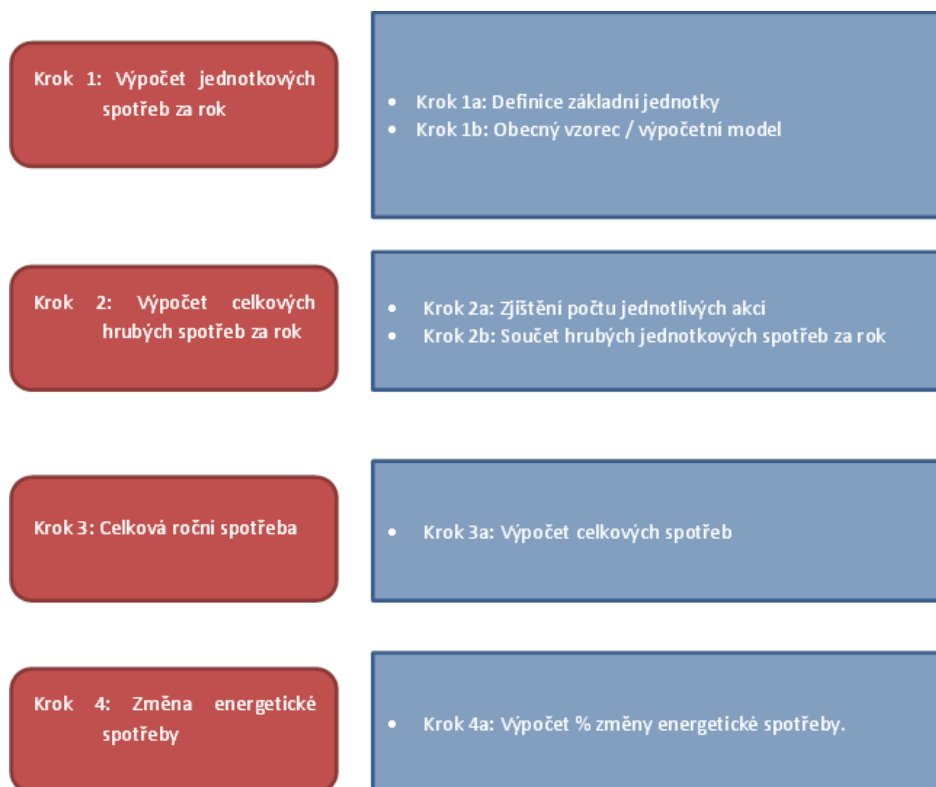 Krok 1: Výpočet jednotkových
spotřeb za rok
• Krok 1a: Definice základní jednotky
• Krok 1b: Obecný vzorec / výpočetní model
Krok 2: Výpočet celkových
hrubých spotřeb za rok
• Krok 2a: Zjištění počtu jednotlivých akcí
• Krok 2b: Součet hrubých jednotkových spotřeb za rok
Krok 3: Celková roční spotřeba
• Krok 3a: Výpočet celkových spotřeb
Krok 4: Změna energetické
spotřeby
• Krok 4a: Výpočet % změny energetické spotřeby.